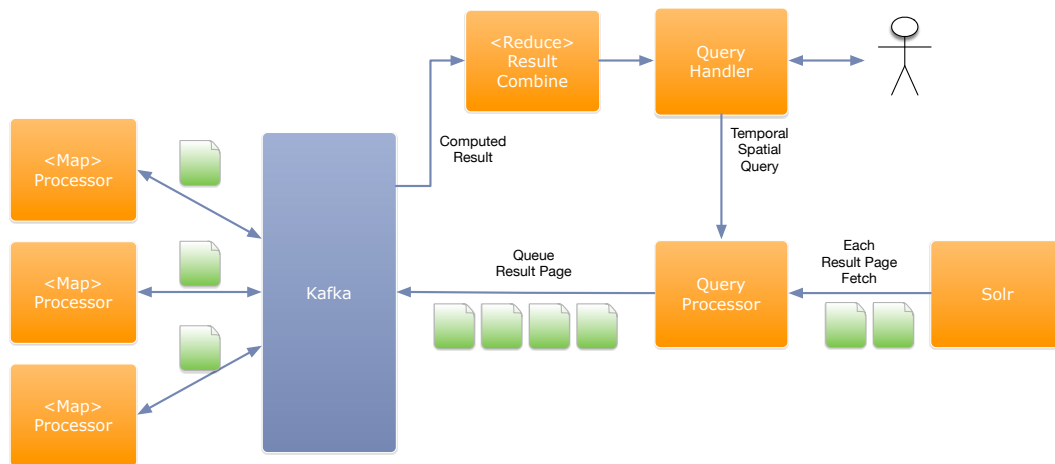 <Reduce>
Result
Combine
Query
Handler
Computed
Result
Temporal
Spatial
Query
<Map>
Processor
<Map>
Processor
<Map>
Processor
Kafka
Queue
Result Page
Query
Processor
Each
Result Page
Fetch
Solr